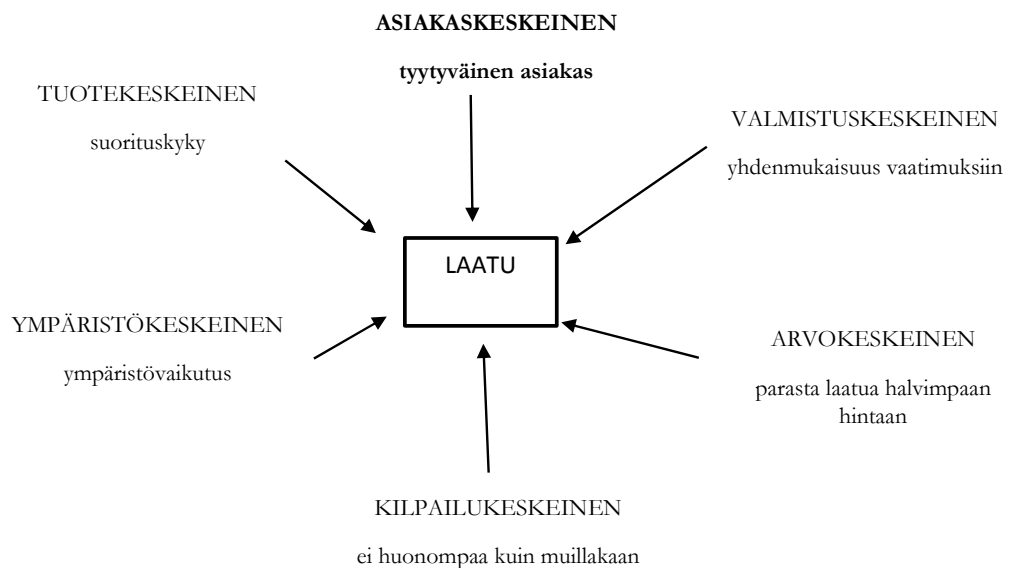 ASIAKASKESKEINEN
tyytyväinen asiakas
TUOTEKESKEINEN
suorituskyky
VALMISTUSKESKEINEN
yhdenmukaisuus vaatimuksiin
LAATU
YMPÄRISTÖKESKEINEN
ympäristövaikutus
ARVOKESKEINEN
parasta laatua halvimpaan
hintaan
KILPAILUKESKEINEN
ei huonompaa kuin muillakaan